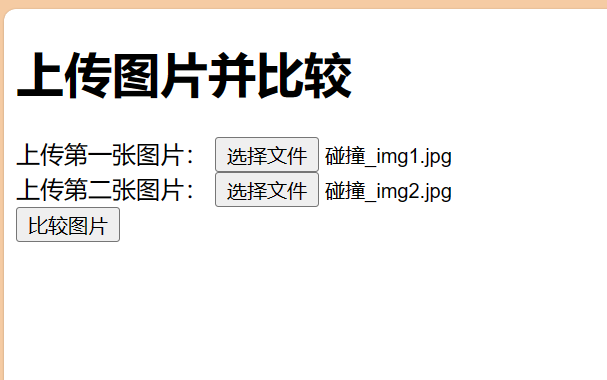 上传图片并比较
上传第一张图片： 选择文件 碰撞_img1.jpg
上传第二张图片： 选择文件 碰撞_img2.jpg
比较图片